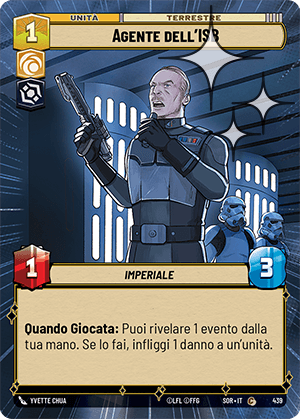 UNITÀ
TERRESTRE
1
AGENTE DELL'ISB
1
IMPERIALE
3
Quando Giocata: Puoi rivelare 1 evento dalla
tua mano. Se lo fai, infliggi 1 danno a un'unità.
YVETTE CHUA
©LFL ©FFG
SOR • IT
C
439